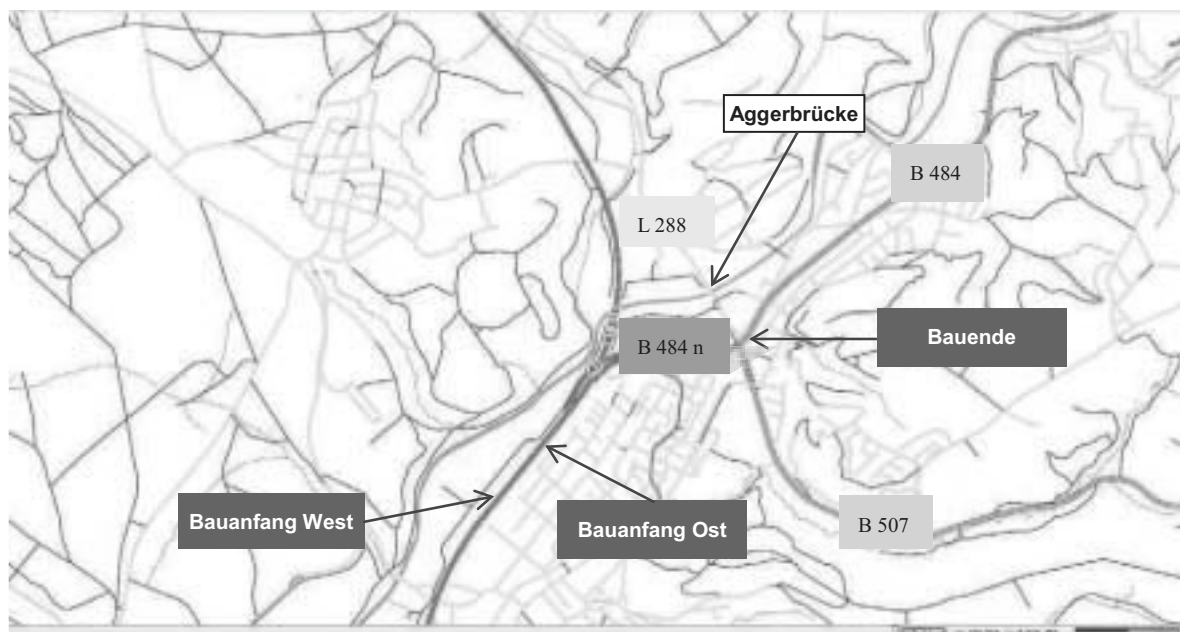 Aggerbrücke
B 484
L 288
B 484 n
Bauende
Bauanfang West
Bauanfang Ost
B 507